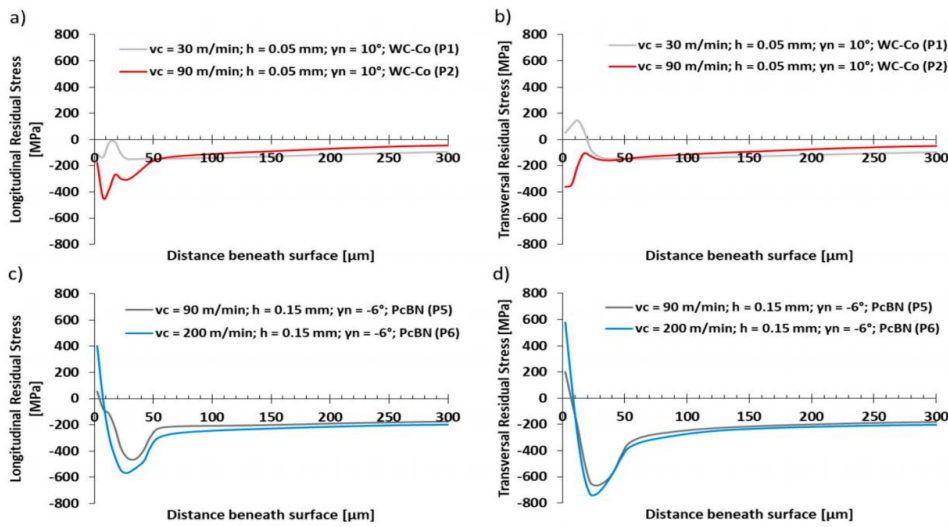 a)
Longitudinal Residual Stress
[MPa]
800
600
400
200
0
-200
-400
-600
-800
vc = 30 m/min; h = 0.05 mm; γn = 10°; WC-Co (P1)
vc = 90 m/min; h = 0.05 mm; γn = 10°; WC-Co (P2)
0 50 100 150 200 250 300
Distance beneath surface [µm]
b)
Transversal Residual Stress [MPa]
800
600
400
200
0
-200
-400
-600
-800
vc = 30 m/min; h = 0.05 mm; γn = 10°; WC-Co (P1)
vc = 90 m/min; h = 0.05 mm; γn = 10°; WC-Co (P2)
0 50 100 150 200 250 300
Distance beneath surface [µm]
c)
Longitudinal Residual Stress
[MPa]
800
600
400
200
0
-200
-400
-600
-800
vc = 90 m/min; h = 0.15 mm; γn = -6°; PcBN (P5)
vc = 200 m/min; h = 0.15 mm; γn = -6°; PcBN (P6)
0 50 100 150 200 250 300
Distance beneath surface [µm]
d)
Transversal Residual Stress [MPa]
800
600
400
200
0
-200
-400
-600
-800
vc = 90 m/min; h = 0.15 mm; γn = -6°; PcBN (P5)
vc = 200 m/min; h = 0.15 mm; γn = -6°; PcBN (P6)
0 50 100 150 200 250 300
Distance beneath surface [µm]